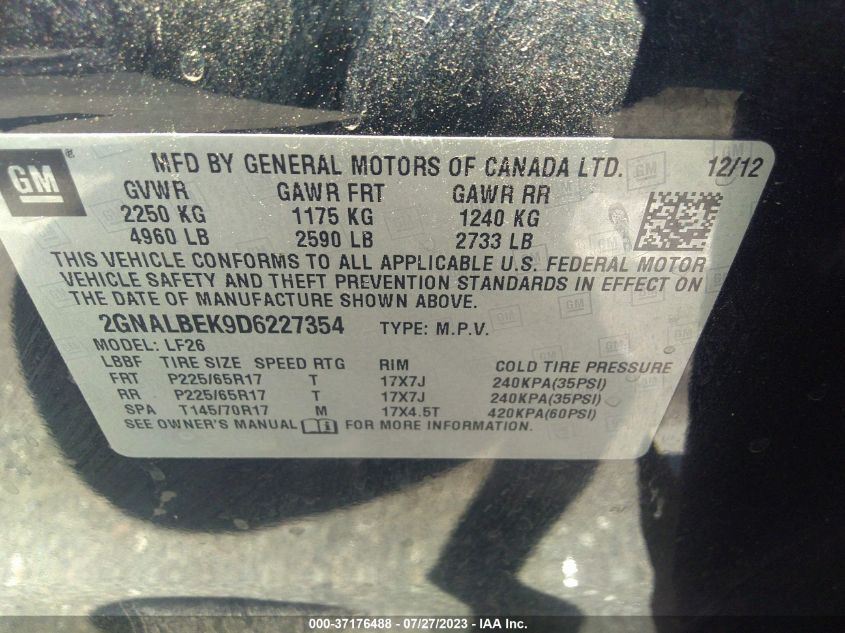 GM ®
MFD BY GENERAL MOTORS OF CANADA LTD. 12/12
GVWR GAWR FRT GAWR RR
2250 KG 1175 KG 1240 KG
4960 LB 2590 LB 2733 LB
THIS VEHICLE CONFORMS TO ALL APPLICABLE U.S. FEDERAL MOTOR
VEHICLE SAFETY AND THEFT PREVENTION STANDARDS IN EFFECT ON
THE DATE OF MANUFACTURE SHOWN ABOVE.
2GNALBEK9D6227354 TYPE: M.P.V.
MODEL: LF26
LBBF TIRE SIZE SPEED RTG RIM COLD TIRE PRESSURE
FRT P225/65R17 T 17X7J 240KPA(35PSI)
RR P225/65R17 T 17X7J 240KPA(35PSI)
SPA T145/70R17 M 17X4.5T 420KPA(60PSI)
SEE OWNER'S MANUAL FOR MORE INFORMATION.
000-37176488 - 07/27/2023 - IAA Inc.